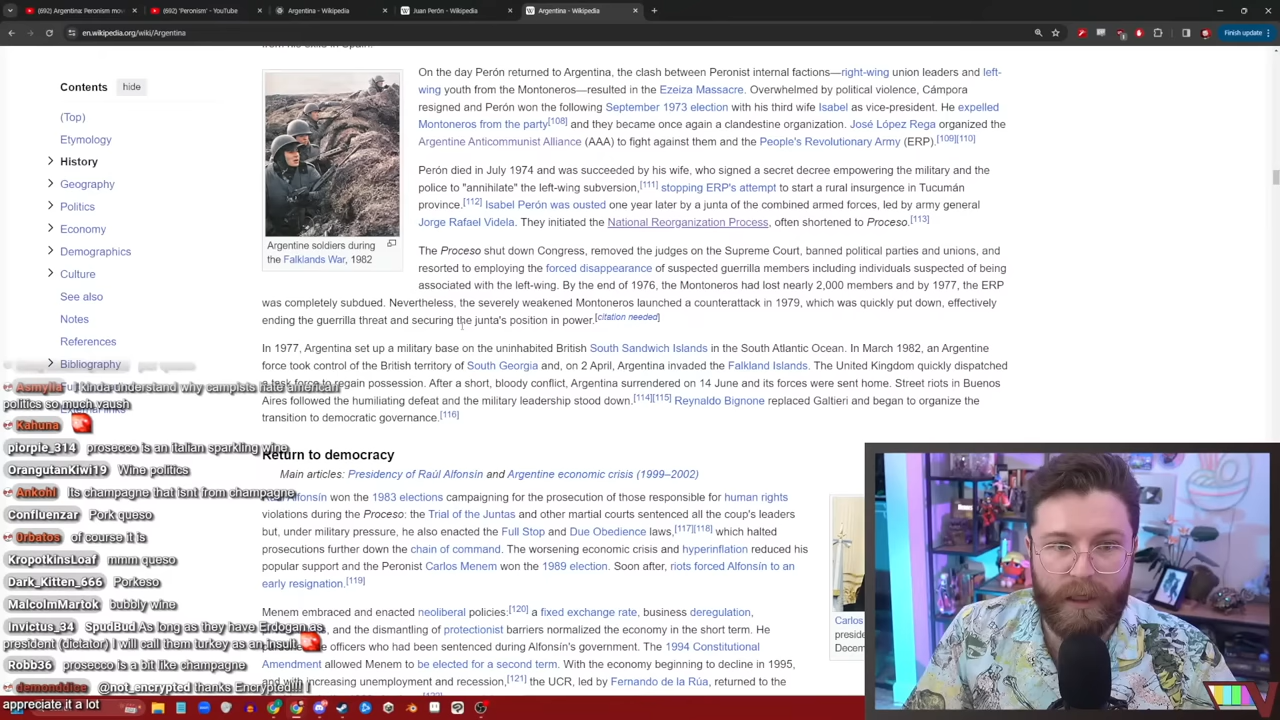 (692) Argentina: Peronism mov
(692) 'Peronism' - YouTube
Argentina - Wikipedia
Juan Perón - Wikipedia
Argentina - Wikipedia
en.wikipedia.org/wiki/Argentina
Finish update
Contents hide
(Top)
Etymology
History
Geography
Politics
Economy
Demographics
Culture
See also
Notes
References
Bibliography
Argentine soldiers during
the Falklands War, 1982
On the day Perón returned to Argentina, the clash between Peronist internal factions—right-wing union leaders and left-
wing youth from the Montoneros—resulted in the Ezeiza Massacre. Overwhelmed by political violence, Cámpora
resigned and Perón won the following September 1973 election with his third wife Isabel as vice-president. He expelled
Montoneros from the party[108] and they became once again a clandestine organization. José López Rega organized the
Argentine Anticommunist Alliance (AAA) to fight against them and the People's Revolutionary Army (ERP).[109][110]
Perón died in July 1974 and was succeeded by his wife, who signed a secret decree empowering the military and the
police to "annihilate" the left-wing subversion,[111] stopping ERP's attempt to start a rural insurgence in Tucumán
province.[112] Isabel Perón was ousted one year later by a junta of the combined armed forces, led by army general
Jorge Rafael Videla. They initiated the National Reorganization Process, often shortened to Proceso.[113]
The Proceso shut down Congress, removed the judges on the Supreme Court, banned political parties and unions, and
resorted to employing the forced disappearance of suspected guerrilla members including individuals suspected of being
associated with the left-wing. By the end of 1976, the Montoneros had lost nearly 2,000 members and by 1977, the ERP
was completely subdued. Nevertheless, the severely weakened Montoneros launched a counterattack in 1979, which was quickly put down, effectively
ending the guerrilla threat and securing the junta's position in power.[citation needed]
In 1977, Argentina set up a military base on the uninhabited British South Sandwich Islands in the South Atlantic Ocean. In March 1982, an Argentine
force took control of the British territory of South Georgia and, on 2 April, Argentina invaded the Falkland Islands. The United Kingdom quickly dispatched
task force to regain possession. After a short, bloody conflict, Argentina surrendered on 14 June and its forces were sent home. Street riots in Buenos
Aires followed the humiliating defeat and the military leadership stood down.[114][115] Reynaldo Bignone replaced Galtieri and began to organize the
transition to democratic governance.[116]
Return to democracy
Main articles: Presidency of Raúl Alfonsín and Argentine economic crisis (1999–2002)
Alfonsín won the 1983 elections campaigning for the prosecution of those responsible for human rights
violations during the Proceso: the Trial of the Juntas and other martial courts sentenced all the coup's leaders
but, under military pressure, he also enacted the Full Stop and Due Obedience laws,[117][118] which halted
prosecutions further down the chain of command. The worsening economic crisis and hyperinflation reduced his
popular support and the Peronist Carlos Menem won the 1989 election. Soon after, riots forced Alfonsín to an
early resignation.[119]
Menem embraced and enacted neoliberal policies:[120] a fixed exchange rate, business deregulation,
and the dismantling of protectionist barriers normalized the economy in the short term. He
officers who had been sentenced during Alfonsín's government. The 1994 Constitutional
Amendment allowed Menem to be elected for a second term. With the economy beginning to decline in 1995,
and with increasing unemployment and recession,[121] the UCR, led by Fernando de la Rúa, returned to the
Carlos
presid
Decem
Asmylia I kinda understand why campists hate american
politics so much vaush
Kahuna
piorple_314 prosecco is an italian sparkling wine
OrangutanKiwi19 Wine politics
Ankohl Its champagne that isnt from champagne
Confluenzar Pork queso
Urbatos of course it is
KropotkinsLoaf mmm queso
Dark_Kitten_666 Porkeso
MalcolmMartok bubbly wine
Invictus_34 SpudBud As long as they have Erdogan as
president (dictator) I will call them turkey as an insult
Robb36 prosecco is a bit like champagne
demonddice @not_encrypted thanks Encrypted!!! I
appreciate it a lot